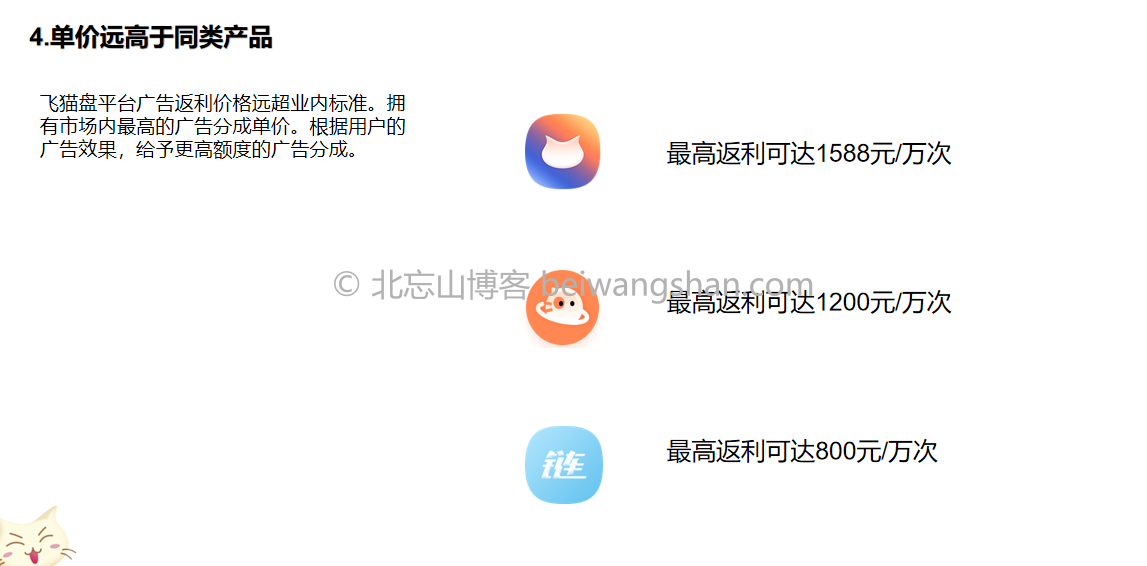 4.单价远高于同类产品
飞猫盘平台广告返利价格远超业内标准。拥
有市场内最高的广告分成单价。根据用户的
广告效果，给予更高额度的广告分成。
最高返利可达1588元/万次
© 北忘山博客 beiwangshan.com
最高返利可达1200元/万次
链
最高返利可达800元/万次